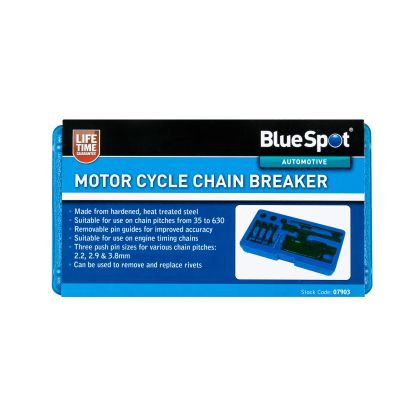 LIFE
TIME
GUARANTEE
BlueSpot
AUTOMOTIVE
MOTOR CYCLE CHAIN BREAKER
• Made from hardened, heat treated steel
• Suitable for use on chain pitches from 35 to 630
• Removable pin guides for improved accuracy
• Suitable for use on engine timing chains
• Three push pin sizes for various chain pitches:
2.2, 2.9 & 3.8mm
• Can be used to remove and replace rivets
Stock Code: 07903